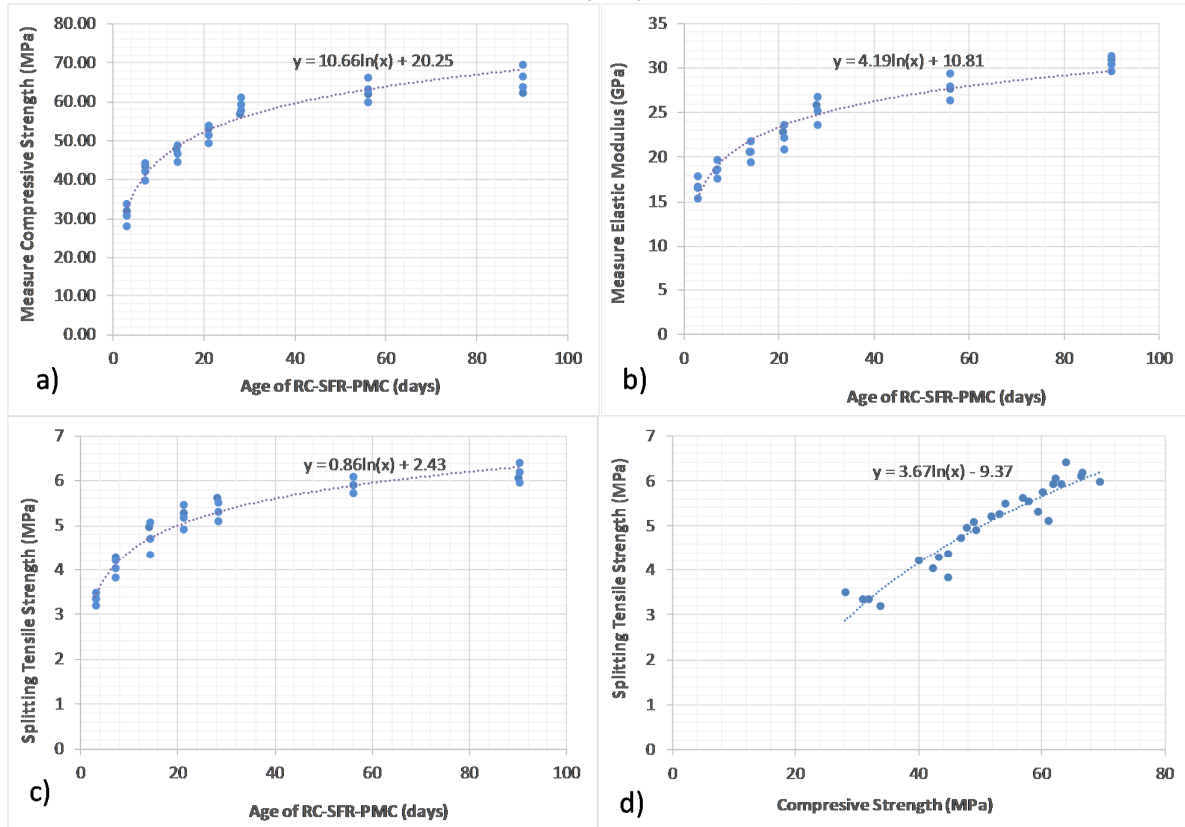 80.00
70.00
60.00
50.00
40.00
30.00
20.00
10.00
0.00
Measure Compressive Strength (MPa)
y = 10.66ln(x) + 20.25
0 20 40 60 80 100
Age of RC-SFR-PMC (days)
a)
35
30
25
20
15
10
5
0
Measure Elastic Modulus (GPa)
y = 4.19ln(x) + 10.81
0 20 40 60 80 100
Age of RC-SFR-PMC (days)
b)
7
6
5
4
3
2
1
0
Splitting Tensile Strength (MPa)
y = 0.86ln(x) + 2.43
0 20 40 60 80 100
Age of RC-SFR-PMC (days)
c)
7
6
5
4
3
2
1
0
Splitting Tensile Strength (MPa)
y = 3.67ln(x) - 9.37
0 20 40 60 80
Compresive Strength (MPa)
d)